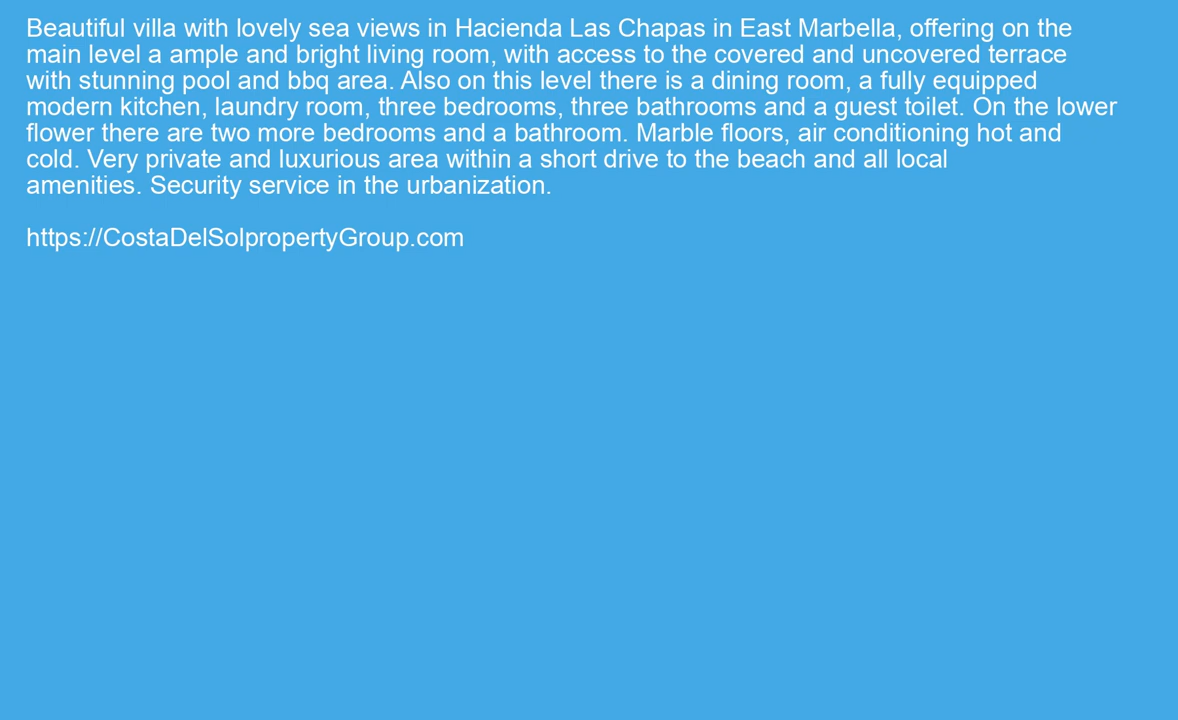 Beautiful villa with lovely sea views in Hacienda Las Chapas in East Marbella, offering on the
main level a ample and bright living room, with access to the covered and uncovered terrace
with stunning pool and bbq area. Also on this level there is a dining room, a fully equipped
modern kitchen, laundry room, three bedrooms, three bathrooms and a guest toilet. On the lower
flower there are two more bedrooms and a bathroom. Marble floors, air conditioning hot and
cold. Very private and luxurious area within a short drive to the beach and all local
amenities. Security service in the urbanization.
https://CostaDelSolpropertyGroup.com